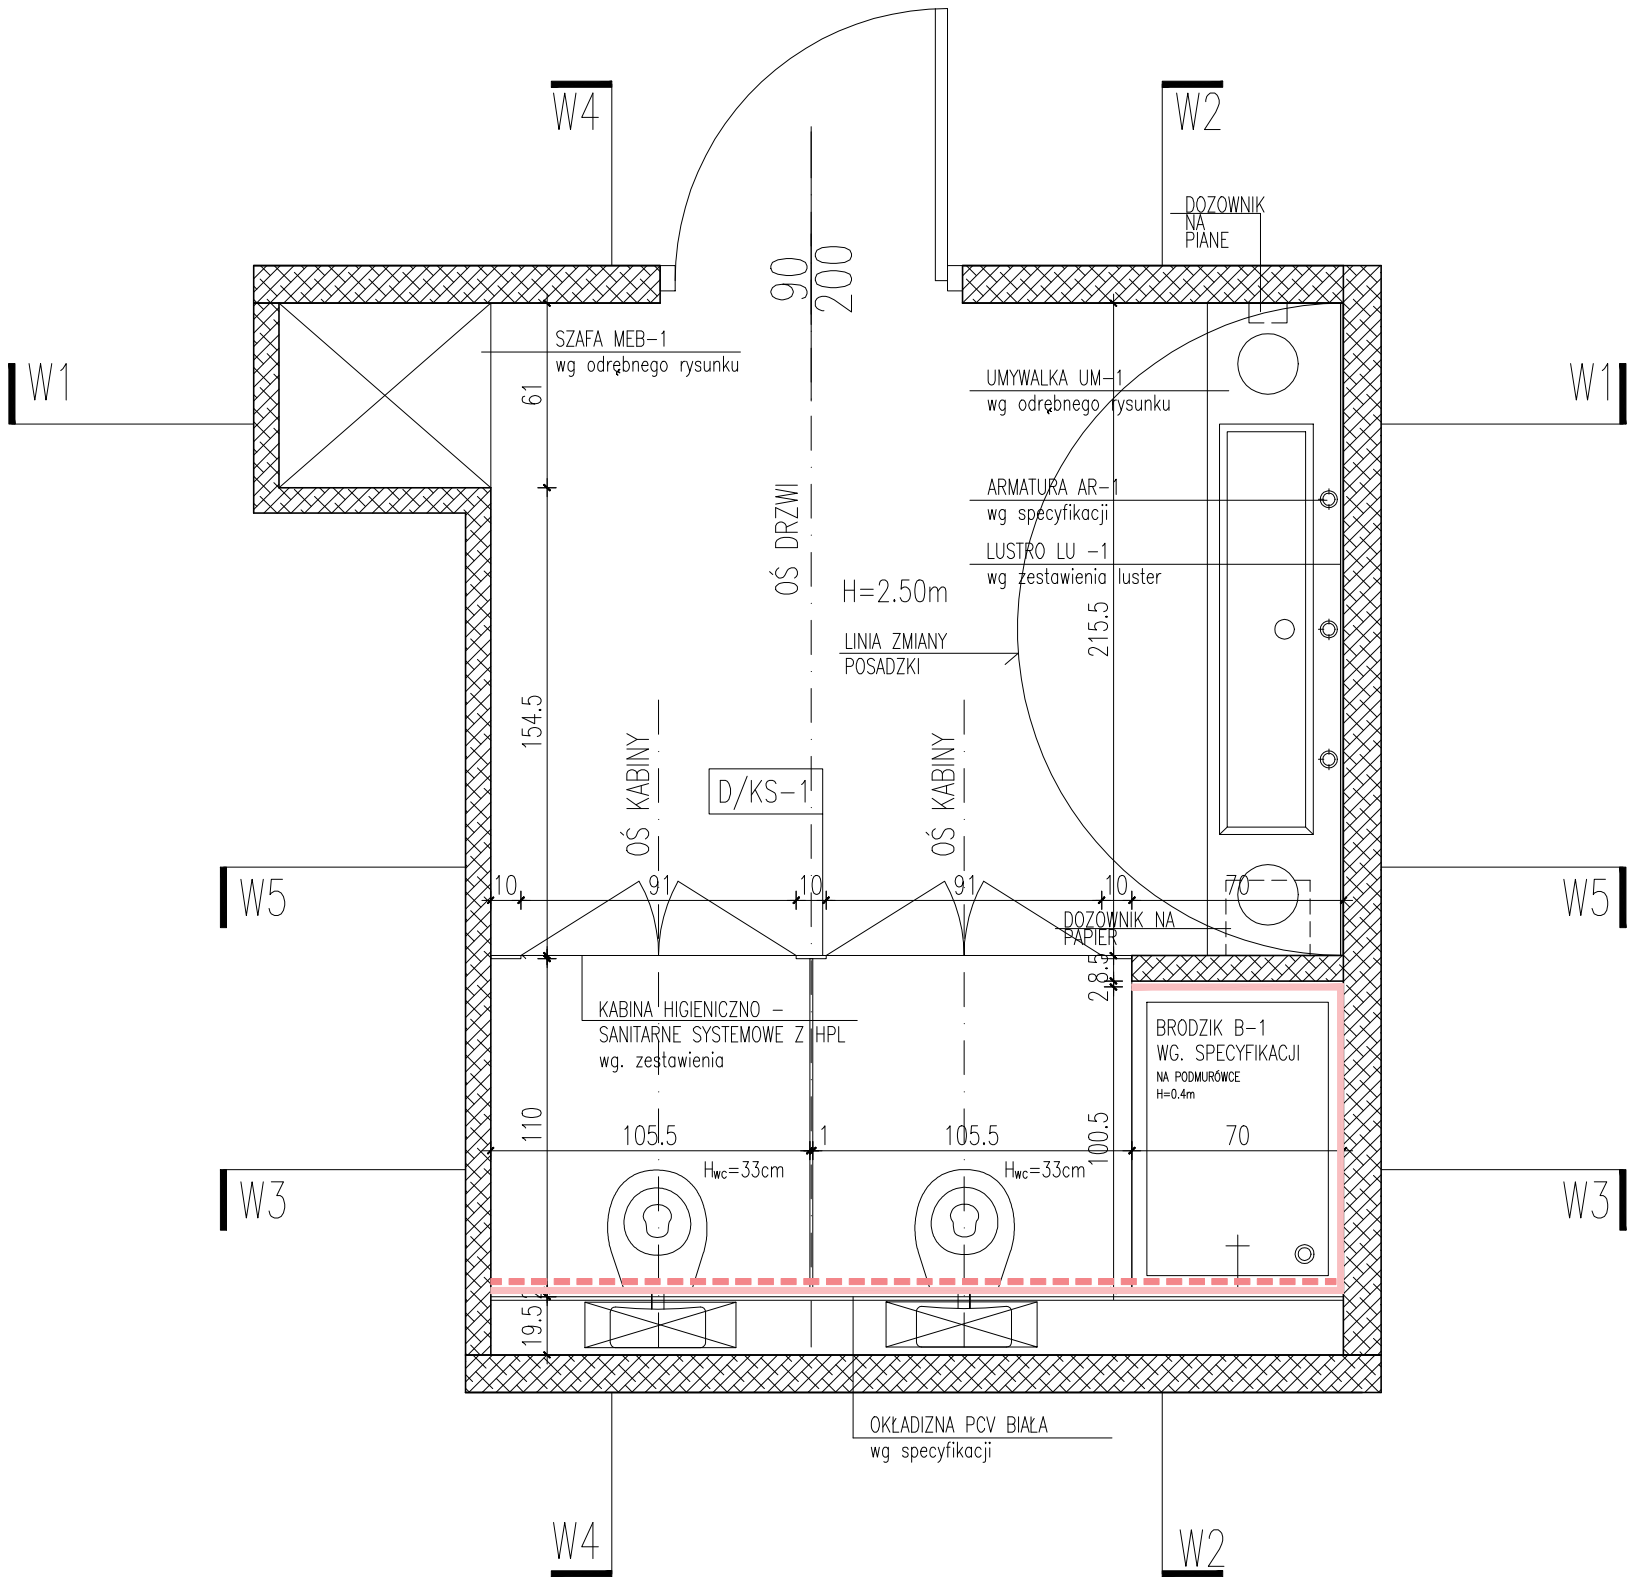 W4
W2
DOZOWNIK
NA
PIANE
90
200
SZAFA MEB-1
wg odrębnego rysunku
W1
W1
61
UMYWALKA UM-1
wg odrębnego rysunku
OŚ DRZWI
ARMATURA AR-1
wg specyfikacji
LUSTRO LU -1
wg zestawienia luster
H=2.50m
215.5
LINIA ZMIANY
POSADZKI
154.5
OŚ KABINY
OŚ KABINY
D/KS-1
W5
W5
10
91
10
91
10
70
DOZOWNIK NA
PAPIER
2.8.5
KABINA HIGIENICZNO -
SANITARNE SYSTEMOWE Z HPL
wg. zestawienia
BRODZIK B-1
WG. SPECYFIKACJI
NA PODMURÓWCE
H=0.4m
110
100.5
105.5
1
105.5
70
Hwc=33cm
Hwc=33cm
W3
W3
19.5
OKŁADIZNA PCV BIAŁA
wg specyfikacji
W4
W2